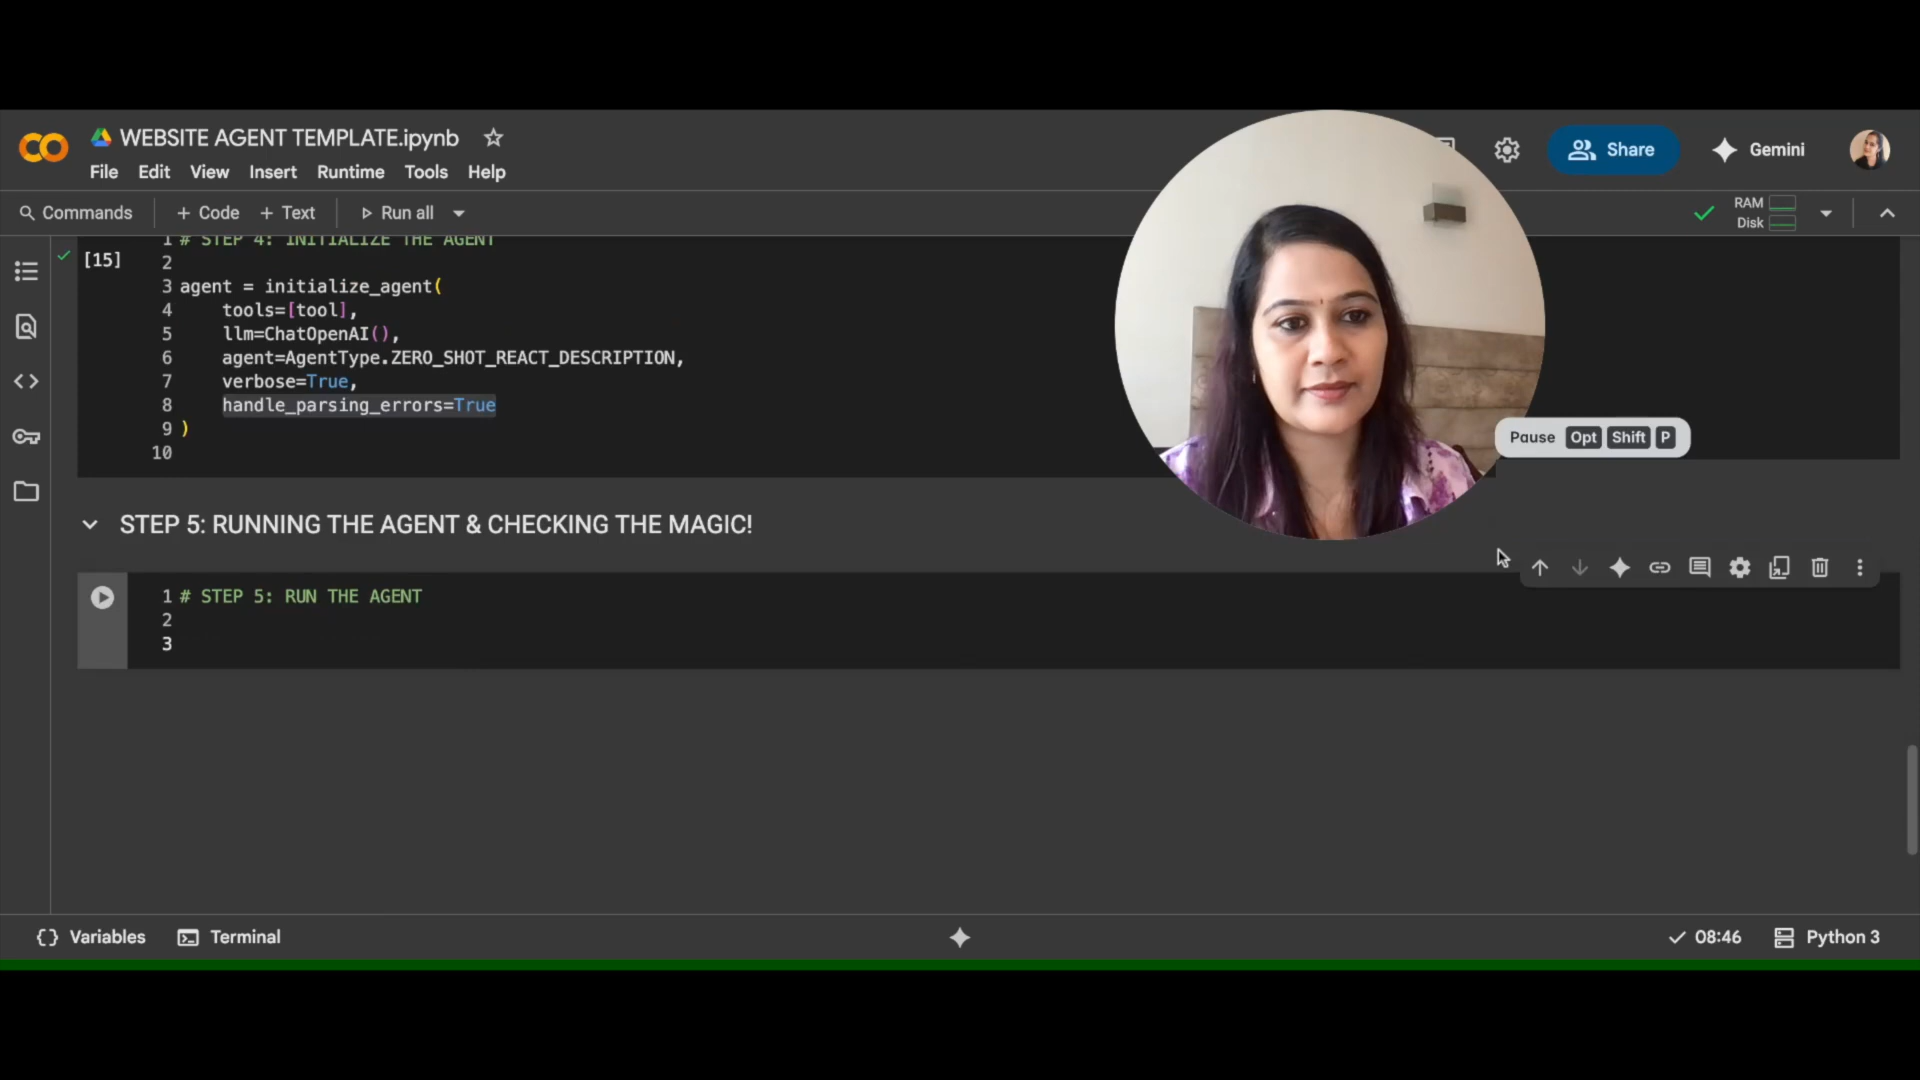 WEBSITE AGENT TEMPLATE.ipynb
File Edit View Insert Runtime Tools Help
Share
Gemini
Commands + Code + Text Run all
RAM
Disk
[15]
1 # STEP 4: INITIALIZE THE AGENT
2
3 agent = initialize_agent(
4 tools=[tool],
5 llm=ChatOpenAI(),
6 agent=AgentType.ZERO_SHOT_REACT_DESCRIPTION,
7 verbose=True,
8 handle_parsing_errors=True
9 )
10
Pause Opt Shift P
STEP 5: RUNNING THE AGENT & CHECKING THE MAGIC!
1 # STEP 5: RUN THE AGENT
2
3
{} Variables Terminal
08:46 Python 3